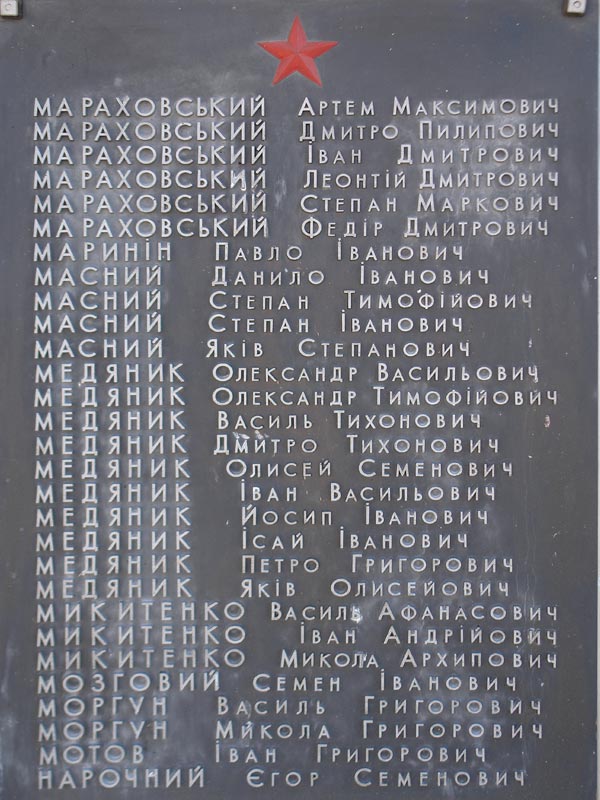 МАРАХОВСЬКИЙ Артем Максимович
МАРАХОВСЬКИЙ Дмитро Пилипович
МАРАХОВСЬКИЙ Іван Дмитрович
МАРАХОВСЬКИЙ Леонтій Дмитрович
МАРАХОВСЬКИЙ Степан Маркович
МАРАХОВСЬКИЙ Федір Дмитрович
МАРИНІН Павло Іванович
МАСНИЙ Данило Іванович
МАСНИЙ Степан Тимофійович
МАСНИЙ Степан Іванович
МАСНИЙ Яків Степанович
МЕДЯНИК Олександр Васильович
МЕДЯНИК Олександр Тимофійович
МЕДЯНИК Василь Тихонович
МЕДЯНИК Дмитро Тихонович
МЕДЯНИК Олисей Семенович
МЕДЯНИК Іван Васильович
МЕДЯНИК Йосип Іванович
МЕДЯНИК Ісай Іванович
МЕДЯНИК Петро Григорович
МЕДЯНИК Яків Олисейович
МИКИТЕНКО Василь Афанасович
МИКИТЕНКО Іван Андрійович
МИКИТЕНКО Микола Архипович
МОЗГОВИЙ Семен Іванович
МОРГУН Василь Григорович
МОРГУН Микола Григорович
МОТОВ Іван Григорович
НАРОЧНИЙ Єгор Семенович